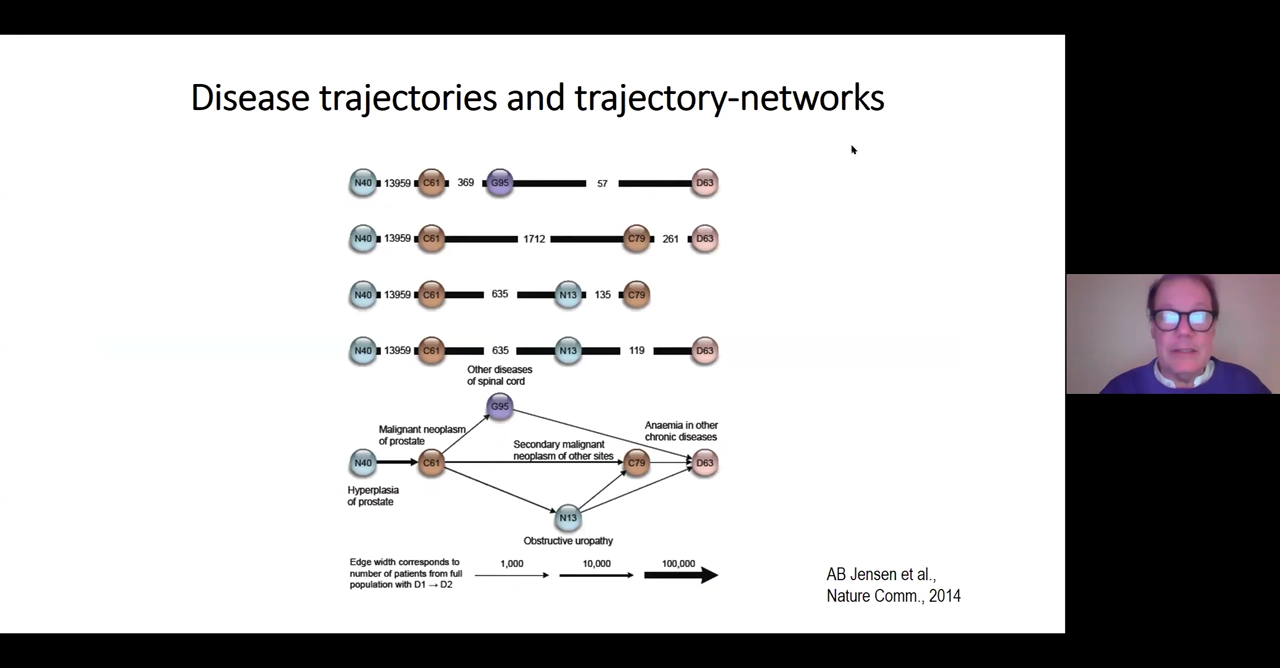 Disease trajectories and trajectory-networks
N40 13959 C61 369 G95 57 D63
N40 13959 C61 1712 C79 261 D63
N40 13959 C61 635 N13 135 C79
N40 13959 C61 635 N13 119 D63
Other diseases
of spinal cord
G95
Malignant neoplasm
of prostate
Anaemia in other
chronic diseases
Secondary malignant
neoplasm of other sites
N40 C61 C79 D63
Hyperplasia
of prostate
N13
Obstructive uropathy
Edge width corresponds to
number of patients from full
population with D1 → D2
1,000 10,000 100,000
AB Jensen et al.,
Nature Comm., 2014